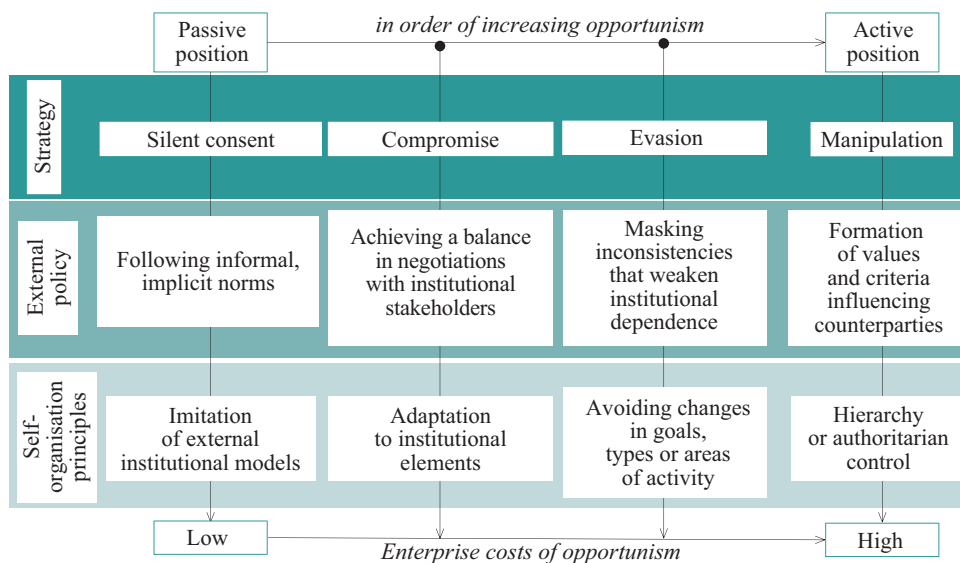 Passive
position
in order of increasing opportunism
Active
position
Strategy
Silent consent
Compromise
Evasion
Manipulation
External
policy
Following informal,
implicit norms
Achieving a balance
in negotiations
with institutional
stakeholders
Masking
inconsistencies
that weaken
institutional
dependence
Formation
of values
and criteria
influencing
counterparties
Self-
organisation
principles
Imitation
of external
institutional models
Adaptation
to institutional
elements
Avoiding changes
in goals,
types or areas
of activity
Hierarchy
or authoritarian
control
Low
Enterprise costs of opportunism
High